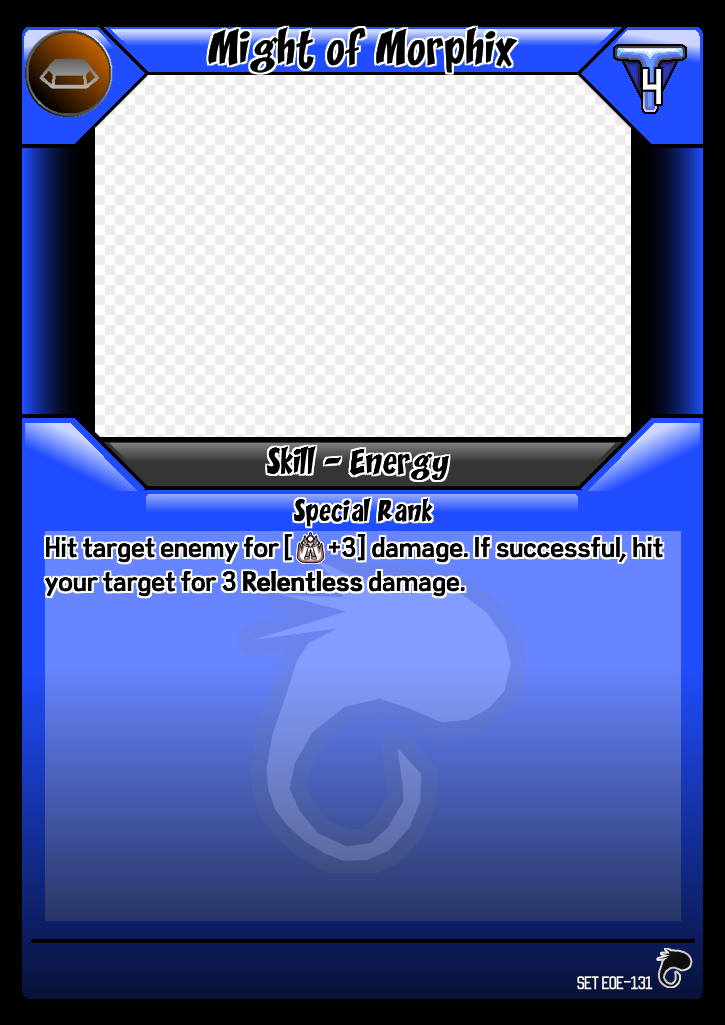 Might of Morphix
4
Skill - Energy
Special Rank
Hit target enemy for [ +3] damage. If successful, hit
your target for 3 Relentless damage.
SET EOE-131